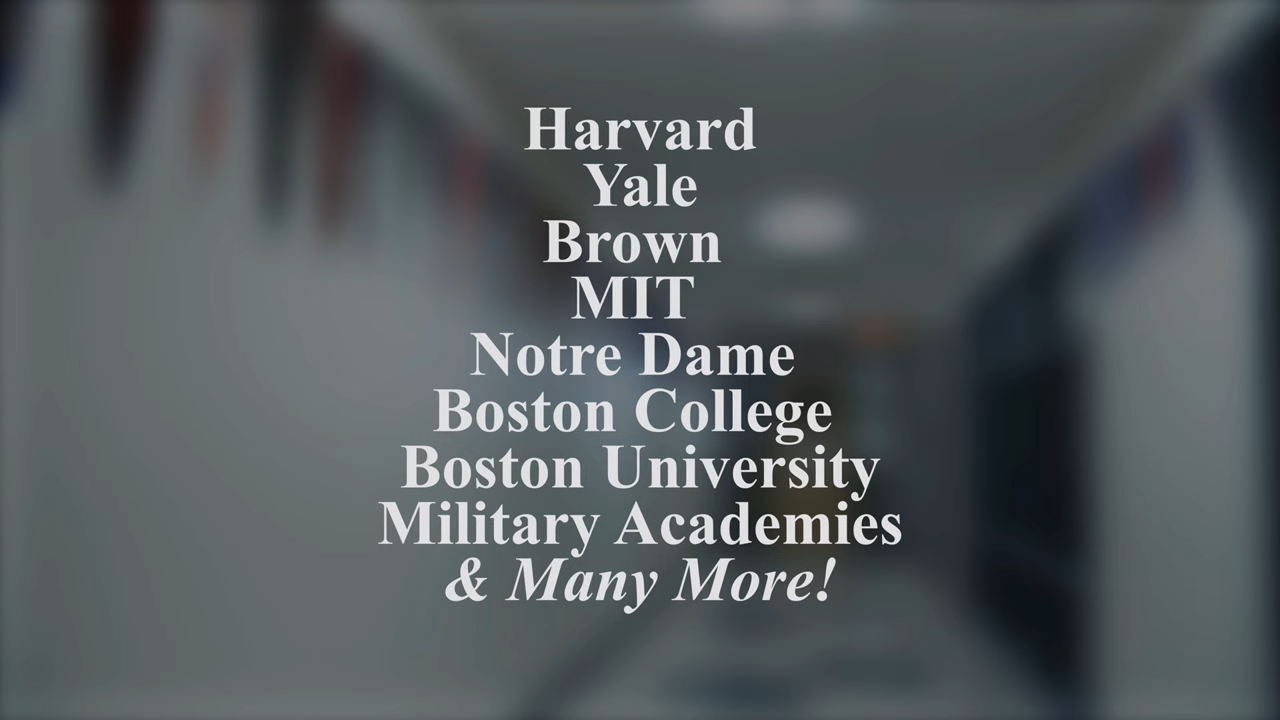 Harvard
Yale
Brown
MIT
Notre Dame
Boston College
Boston University
Military Academies
& Many More!